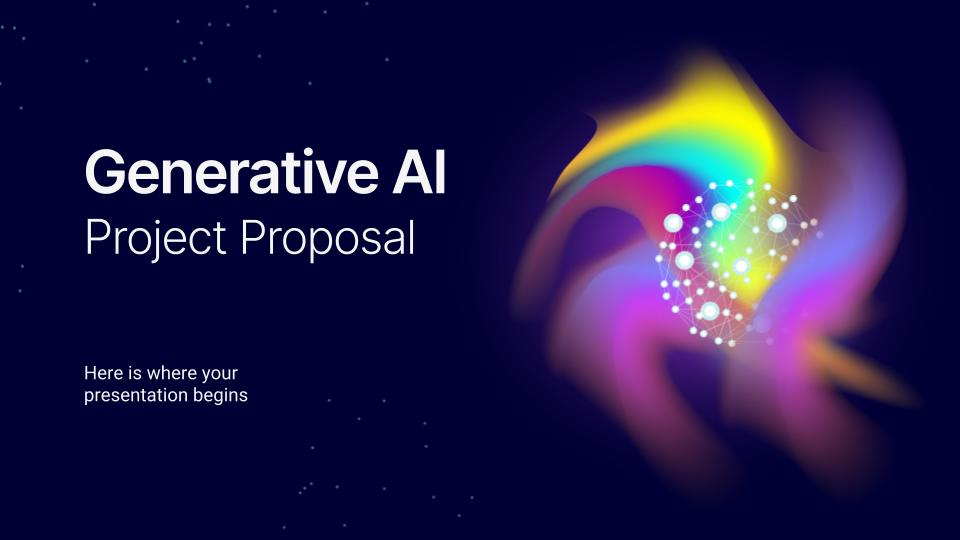 Generative AI
Project Proposal
Here is where your
presentation begins